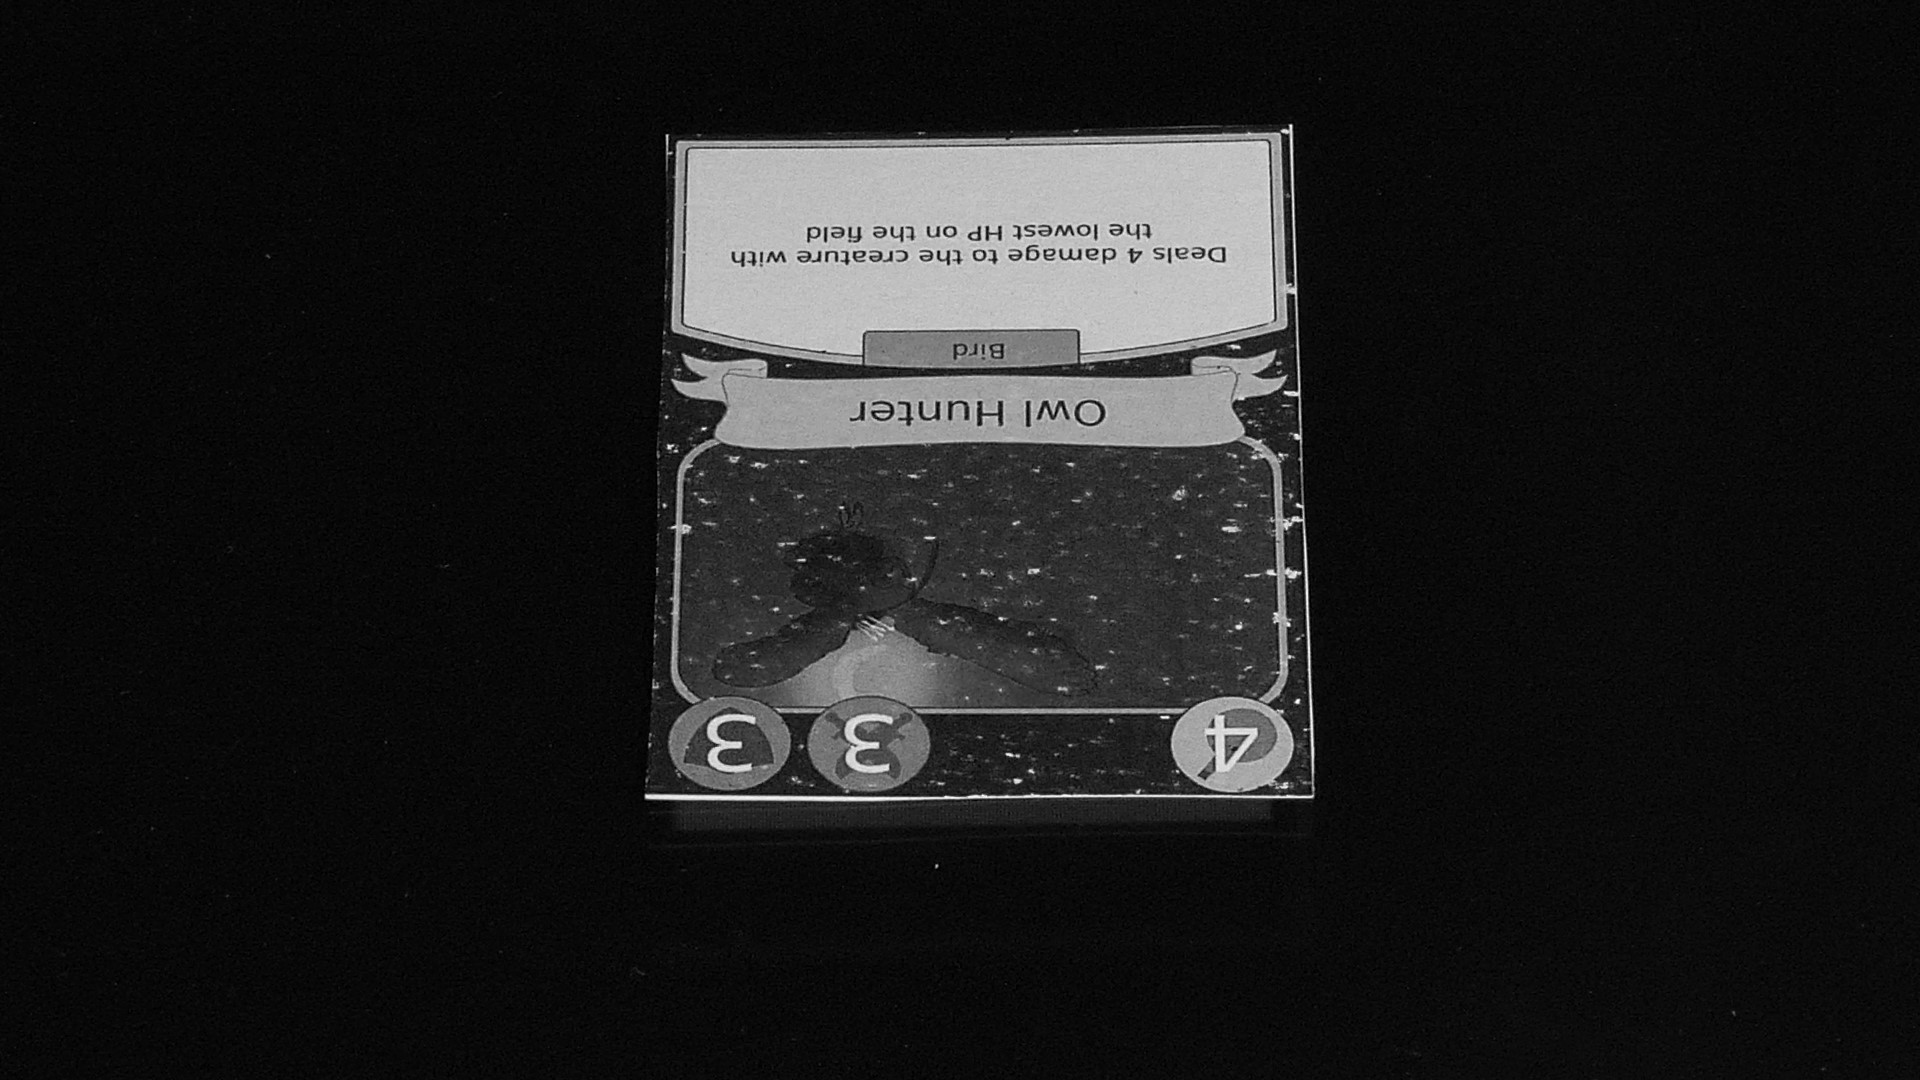 4 3 3
Owl Hunter
Bird
Deals 4 damage to the creature with
the lowest HP on the field